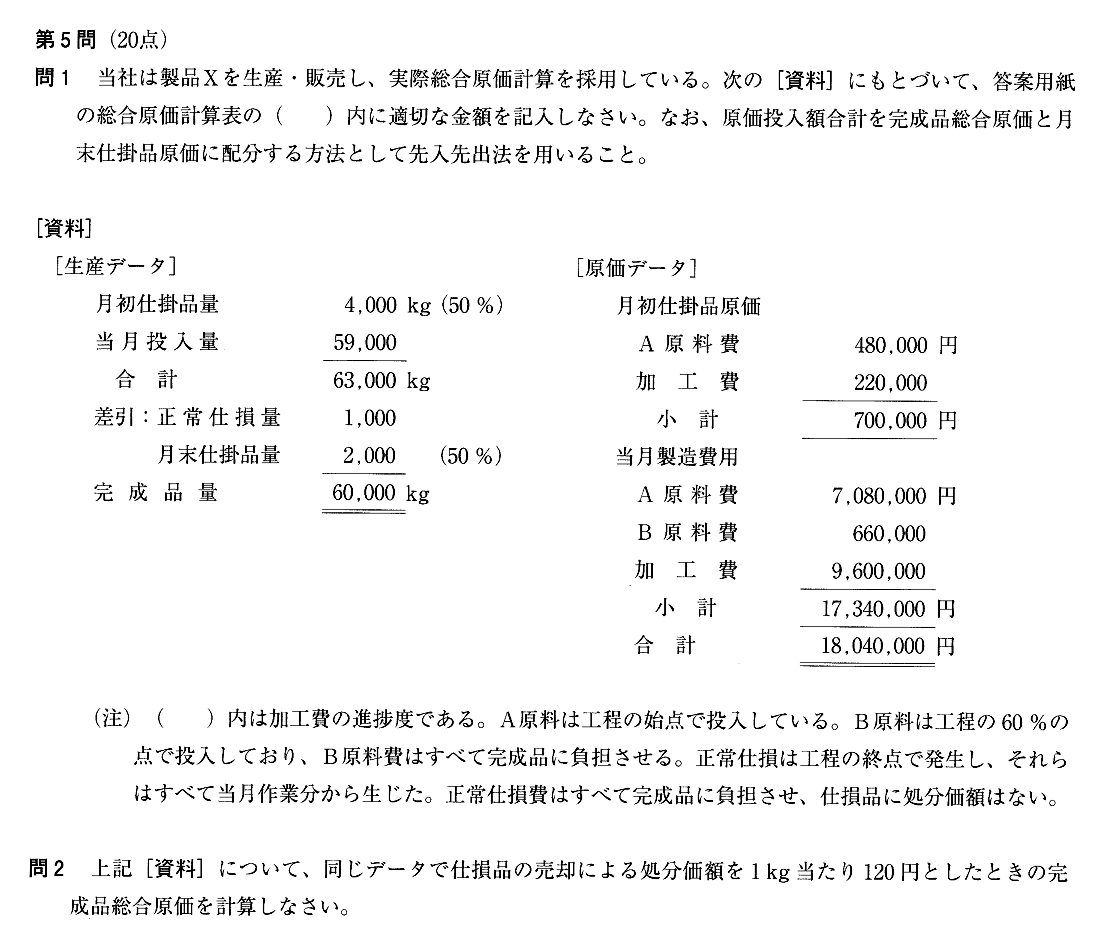 第5問（20点）
問1　当社は製品Xを生産・販売し、実際総合原価計算を採用している。次の［資料］にもとづいて、答案用紙
の総合原価計算表の（　　）内に適切な金額を記入しなさい。なお、原価投入額合計を完成品総合原価と月
末仕掛品原価に配分する方法として先入先出法を用いること。
［資料］
［生産データ］　［原価データ］
月初仕掛品量　4,000 kg（50％）　月初仕掛品原価
当月投入量　59,000　A原料費　480,000 円
合計　63,000 kg　加工費　220,000
差引：正常仕損量　1,000　小計　700,000 円
月末仕掛品量　2,000　（50％）　当月製造費用
完成品量　60,000 kg　A原料費　7,080,000 円
B原料費　660,000
加工費　9,600,000
小計　17,340,000 円
合計　18,040,000 円
（注）（　　）内は加工費の進捗度である。A原料は工程の始点で投入している。B原料は工程の60％の
点で投入しており、B原料費はすべて完成品に負担させる。正常仕損は工程の終点で発生し、それら
はすべて当月作業分から生じた。正常仕損費はすべて完成品に負担させ、仕損品に処分価額はない。
問2　上記［資料］について、同じデータで仕損品の売却による処分価額を1kg当たり120円としたときの完
成品総合原価を計算しなさい。